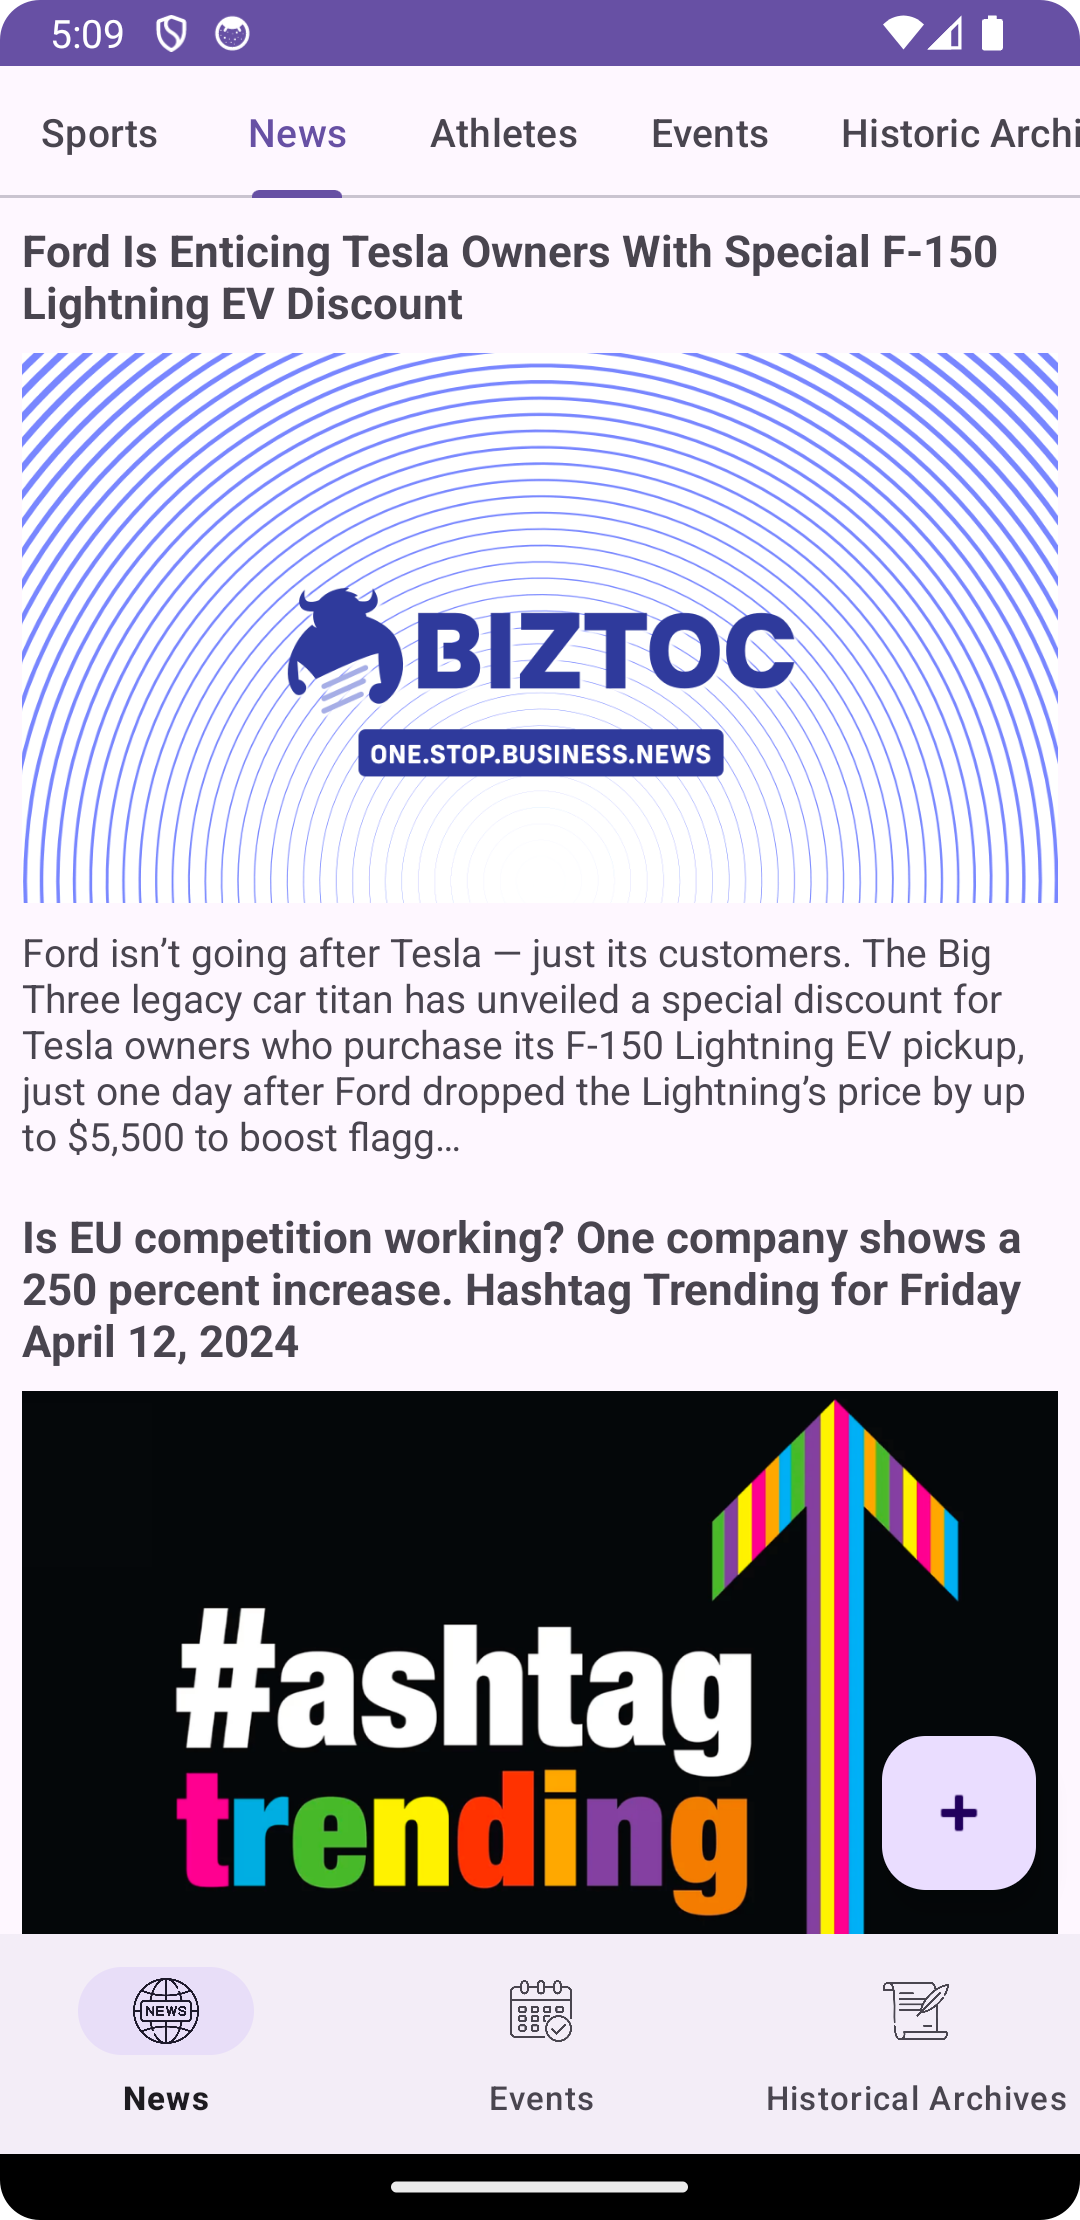 5:09
Sports News Athletes Events Historic Archi
Ford Is Enticing Tesla Owners With Special F-150
Lightning EV Discount
BIZTOC
ONE.STOP.BUSINESS.NEWS
Ford isn’t going after Tesla — just its customers. The Big
Three legacy car titan has unveiled a special discount for
Tesla owners who purchase its F-150 Lightning EV pickup,
just one day after Ford dropped the Lightning’s price by up
to $5,500 to boost flagg…
Is EU competition working? One company shows a
250 percent increase. Hashtag Trending for Friday
April 12, 2024
#ashtag
trending
+
NEWS
News Events Historical Archives